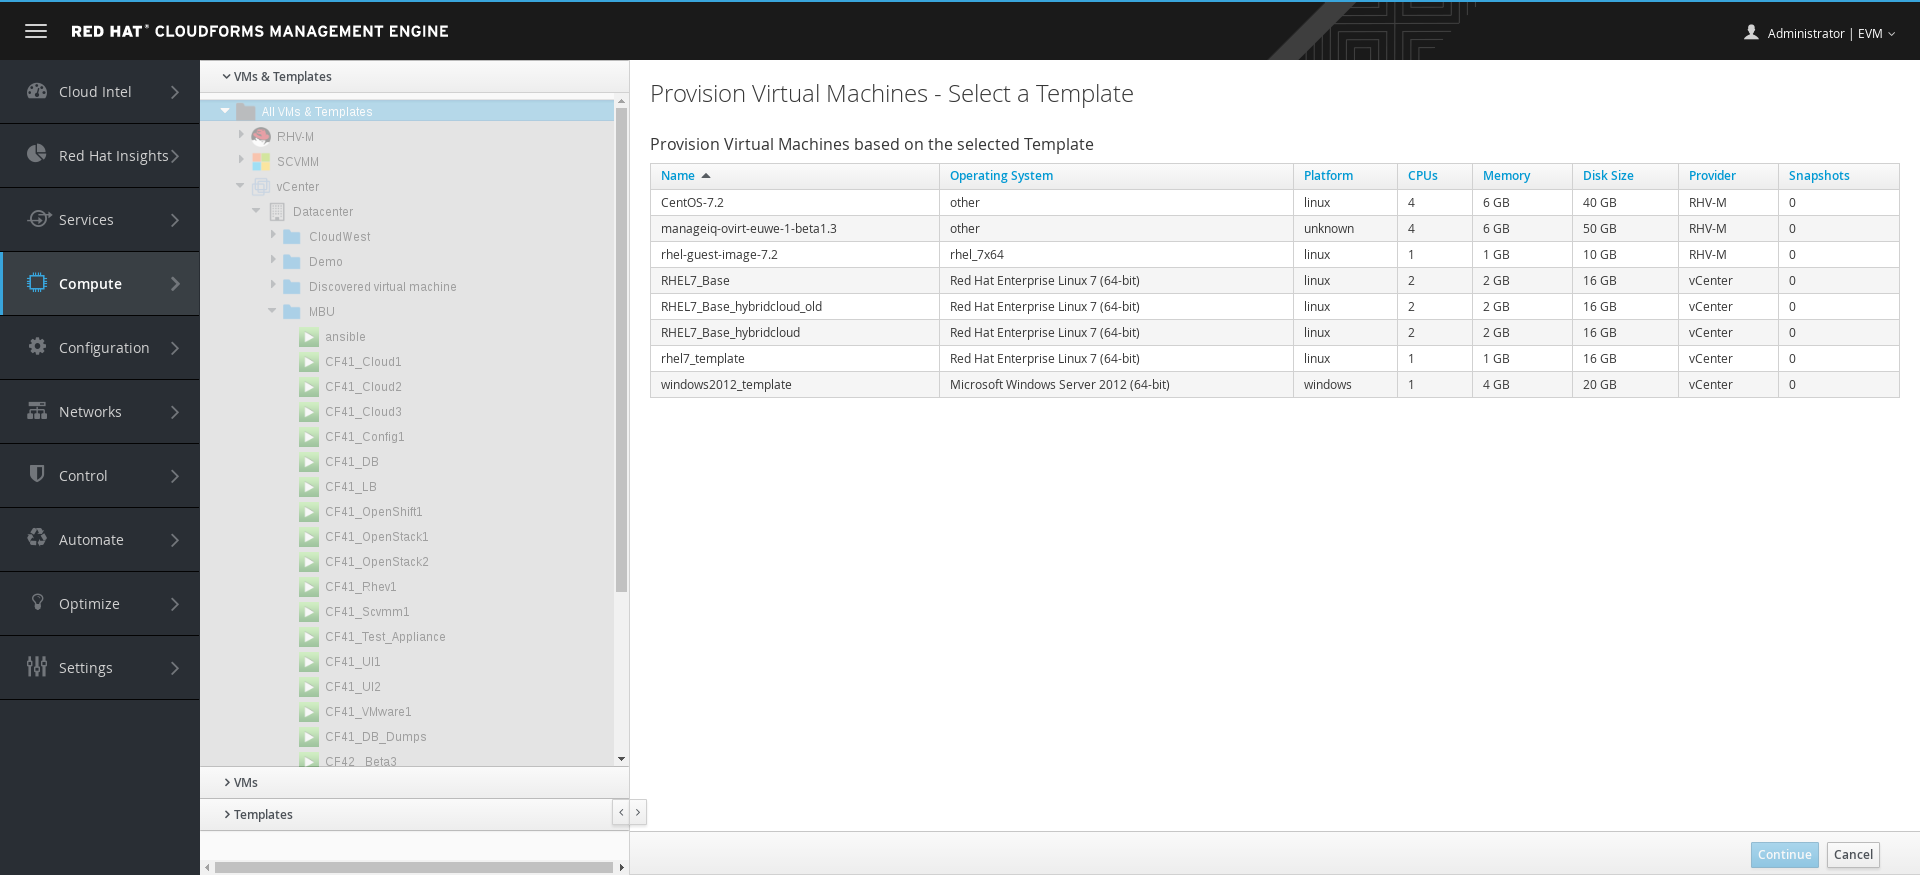 RED HAT® CLOUDFORMS MANAGEMENT ENGINE
Administrator | EVM
Cloud Intel
Red Hat Insights
Services
Compute
Configuration
Networks
Control
Automate
Optimize
Settings
VMs & Templates
All VMs & Templates
RHV-M
SCVMM
vCenter
Datacenter
CloudWest
Demo
Discovered virtual machine
MBU
ansible
CF41_Cloud1
CF41_Cloud2
CF41_Cloud3
CF41_Config1
CF41_DB
CF41_LB
CF41_OpenShift1
CF41_OpenStack1
CF41_OpenStack2
CF41_Rhev1
CF41_Scvmm1
CF41_Test_Appliance
CF41_UI1
CF41_UI2
CF41_VMware1
CF41_DB_Dumps
CF42_Beta3
VMs
Templates
Provision Virtual Machines - Select a Template
Provision Virtual Machines based on the selected Template
Name Operating System Platform CPUs Memory Disk Size Provider Snapshots
CentOS-7.2 other linux 4 6 GB 40 GB RHV-M 0
manageiq-ovirt-euwe-1-beta1.3 other unknown 4 6 GB 50 GB RHV-M 0
rhel-guest-image-7.2 rhel_7x64 linux 1 1 GB 10 GB RHV-M 0
RHEL7_Base Red Hat Enterprise Linux 7 (64-bit) linux 2 2 GB 16 GB vCenter 0
RHEL7_Base_hybridcloud_old Red Hat Enterprise Linux 7 (64-bit) linux 2 2 GB 16 GB vCenter 0
RHEL7_Base_hybridcloud Red Hat Enterprise Linux 7 (64-bit) linux 2 2 GB 16 GB vCenter 0
rhel7_template Red Hat Enterprise Linux 7 (64-bit) linux 1 1 GB 16 GB vCenter 0
windows2012_template Microsoft Windows Server 2012 (64-bit) windows 1 4 GB 20 GB vCenter 0
Continue Cancel